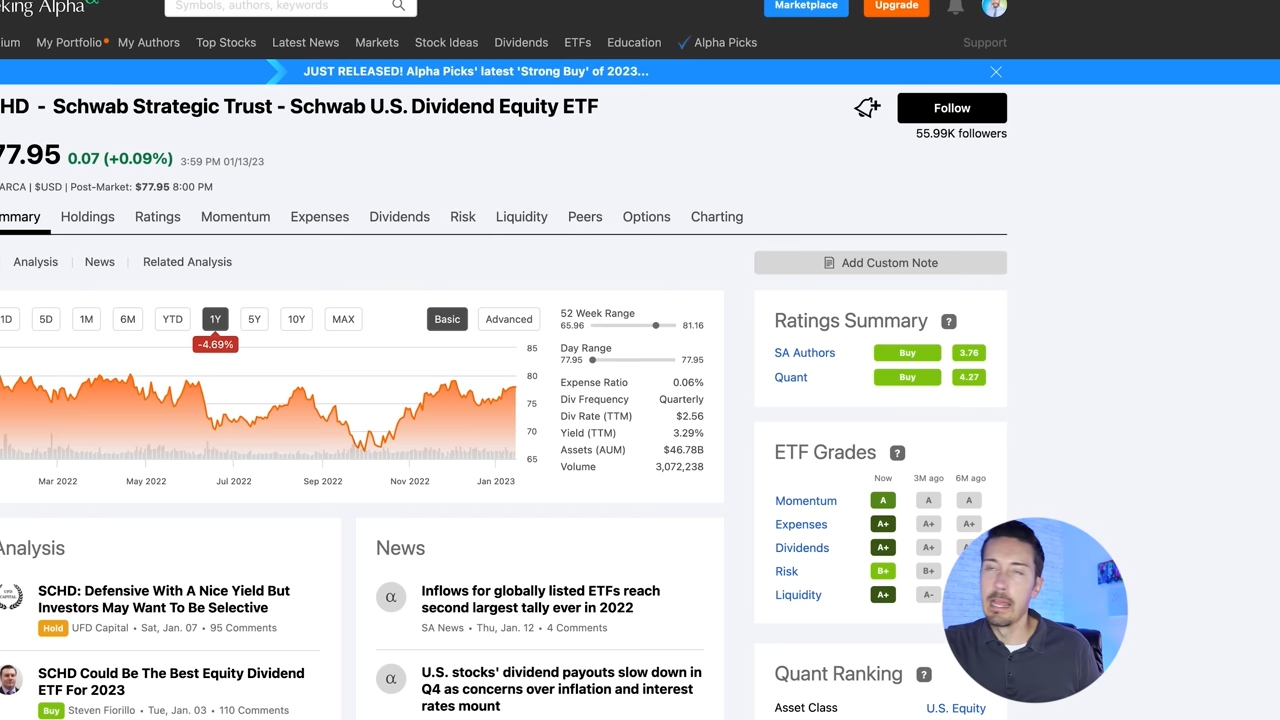 eking Alpha α
Symbols, authors, keywords
Marketplace
Upgrade
ium My Portfolio My Authors Top Stocks Latest News Markets Stock Ideas Dividends ETFs Education Alpha Picks Support
JUST RELEASED! Alpha Picks' latest 'Strong Buy' of 2023...
HD - Schwab Strategic Trust - Schwab U.S. Dividend Equity ETF
Follow
55.99K followers
77.95 0.07 (+0.09%) 3:59 PM 01/13/23
ARCA | $USD | Post-Market: $77.95 8:00 PM
mmary Holdings Ratings Momentum Expenses Dividends Risk Liquidity Peers Options Charting
Analysis News Related Analysis
Add Custom Note
1D 5D 1M 6M YTD 1Y 5Y 10Y MAX Basic Advanced
-4.69%
85
80
75
70
65
Mar 2022 May 2022 Jul 2022 Sep 2022 Nov 2022 Jan 2023
52 Week Range
65.96 81.16
Day Range
77.95 77.95
Expense Ratio 0.06%
Div Frequency Quarterly
Div Rate (TTM) $2.56
Yield (TTM) 3.29%
Assets (AUM) $46.78B
Volume 3,072,238
Ratings Summary ?
SA Authors Buy 3.76
Quant Buy 4.27
ETF Grades ?
Now 3M ago 6M ago
Momentum A A A
Expenses A+ A+ A+
Dividends A+ A+
Risk B+ B+
Liquidity A+ A-
Quant Ranking ?
Asset Class U.S. Equity
Analysis
UFD CAPITAL
SCHD: Defensive With A Nice Yield But
Investors May Want To Be Selective
Hold UFD Capital • Sat, Jan. 07 • 95 Comments
SCHD Could Be The Best Equity Dividend
ETF For 2023
Buy Steven Fiorillo • Tue, Jan. 03 • 110 Comments
News
α
Inflows for globally listed ETFs reach
second largest tally ever in 2022
SA News • Thu, Jan. 12 • 4 Comments
α
U.S. stocks' dividend payouts slow down in
Q4 as concerns over inflation and interest
rates mount